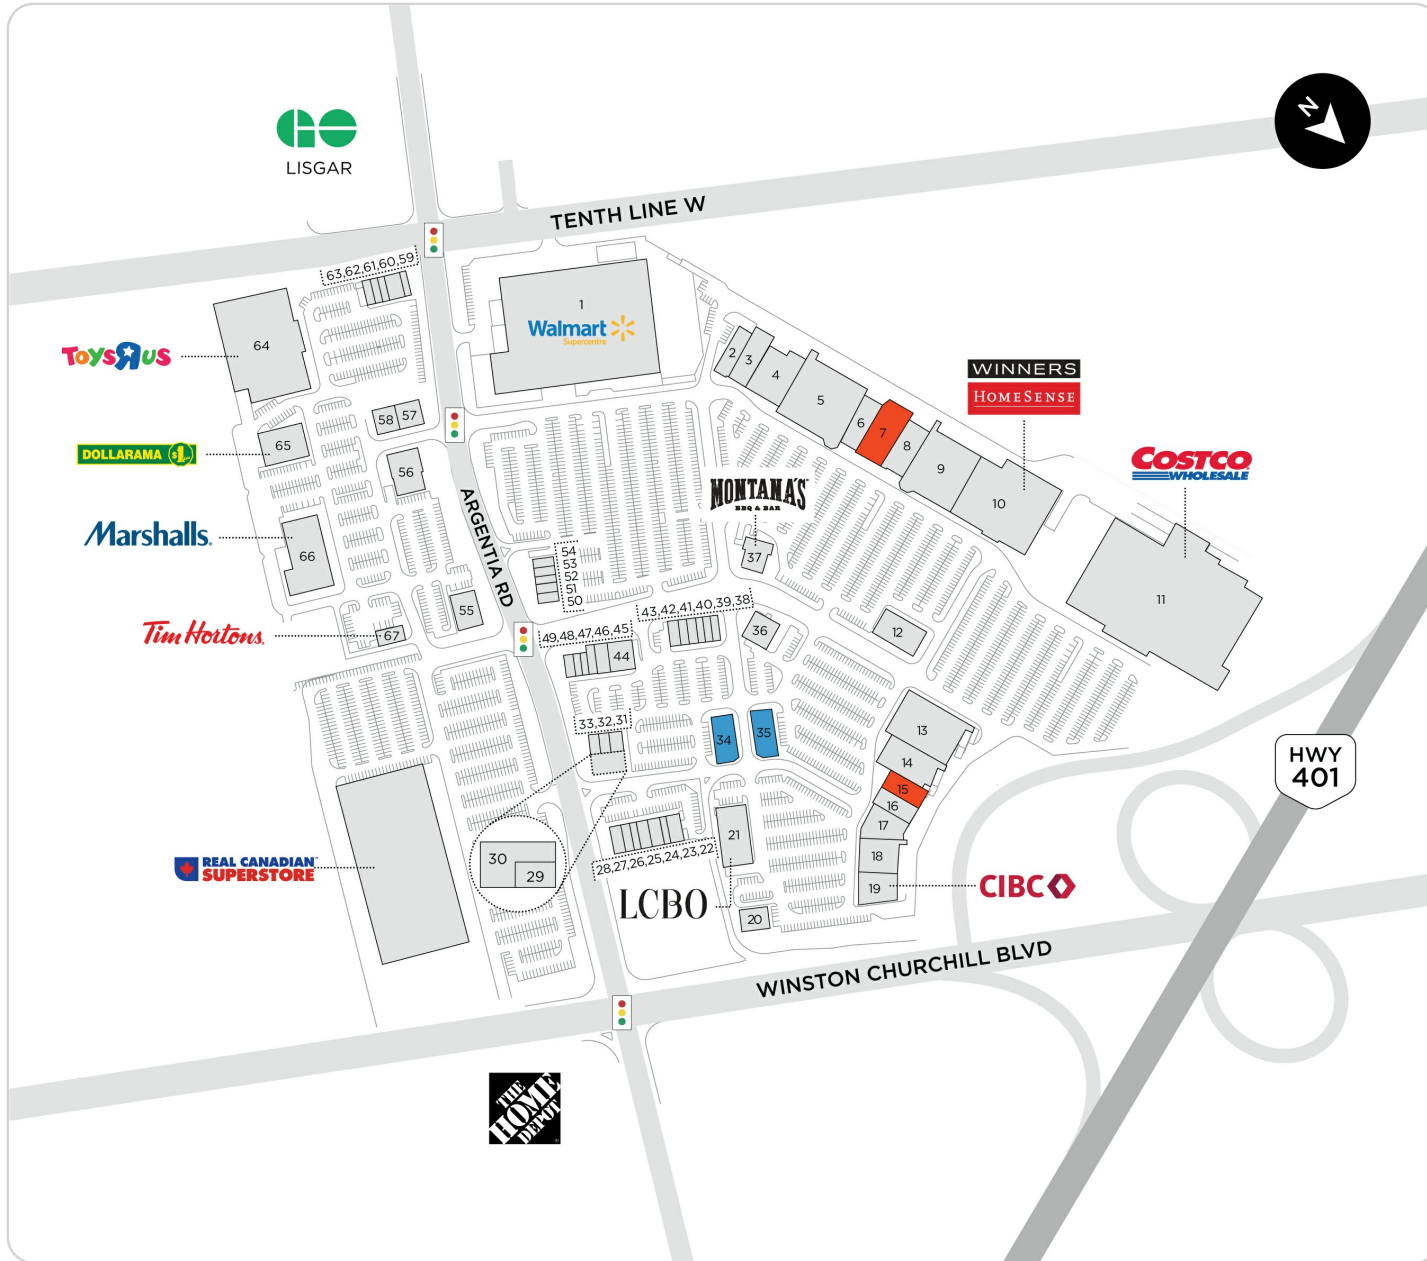 N
GO
LISGAR
TENTH LINE W
63,62,61,60,59
1
Walmart
Supercentre
64
TOYSRUS
2
3
4
5
6
7
8
9
10
WINNERS
HOMESENSE
58
57
65
DOLLARAMA $1
56
MONTANA'S
BBQ & BAR
COSTCO
WHOLESALE
ARGENTIA RD
Marshalls.
66
54
53
52
51
50
37
11
55
43,42,41,40,39,38
Tim Hortons.
67
49,48,47,46,45
44
36
12
33,32,31
34
35
13
14
15
16
17
18
19
HWY
401
21
28,27,26,25,24,23,22
30
29
REAL CANADIAN
SUPERSTORE
LCBO
20
CIBC
WINSTON CHURCHILL BLVD
THE
HOME
DEPOT